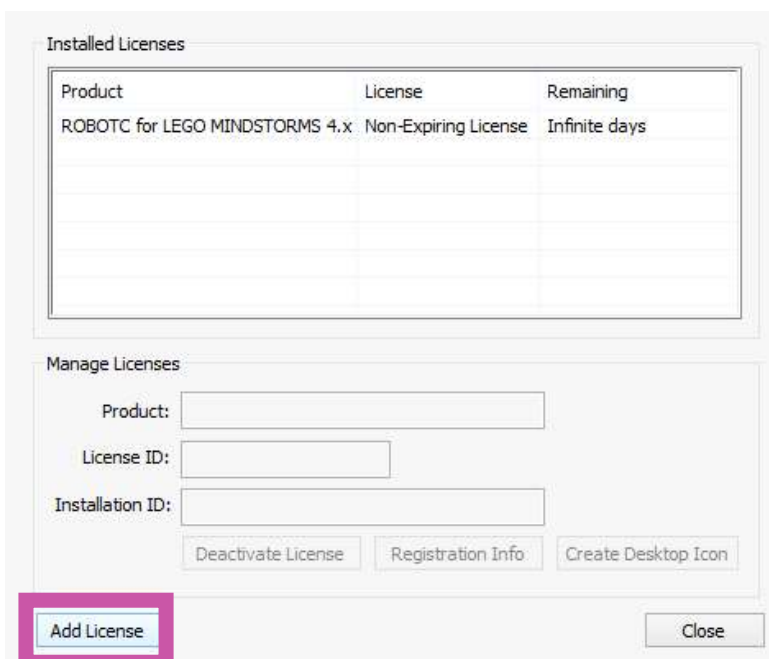 Installed Licenses
Product License Remaining
ROBOTC for LEGO MINDSTORMS 4.x Non-Expiring License Infinite days
Manage Licenses
Product:
License ID:
Installation ID:
Deactivate License Registration Info Create Desktop Icon
Add License Close